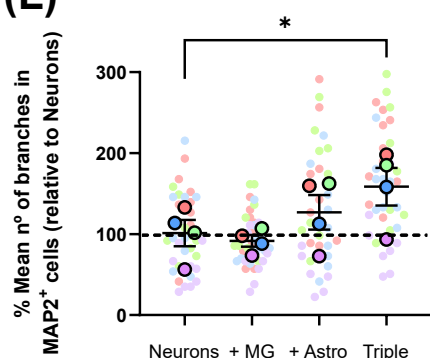 (E)
*
% Mean nº of branches in
MAP2⁺ cells (relative to Neurons)
300
200
100
0
Neurons + MG + Astro Triple